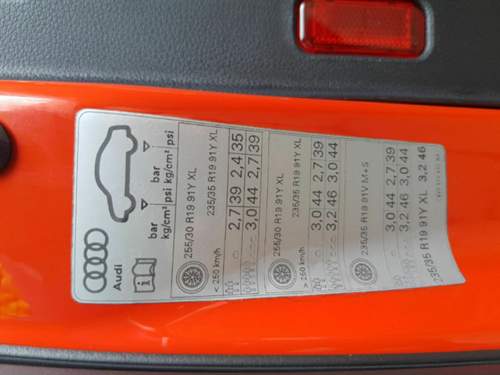 Audi
bar bar
kg/cm² psi kg/cm² psi
255/30 R19 91Y XL 235/35 R19 91Y XL
< 250 km/h
2,7 39 2,4 35
3,0 44 2,7 39
255/30 R19 91Y XL 235/35 R19 91Y XL
> 250 km/h
3,0 44 2,7 39
3,2 46 3,0 44
235/35 R19 91V M+S
3,0 44 2,7 39
3,2 46 3,0 44
235/35 R19 91Y XL 3,2 46